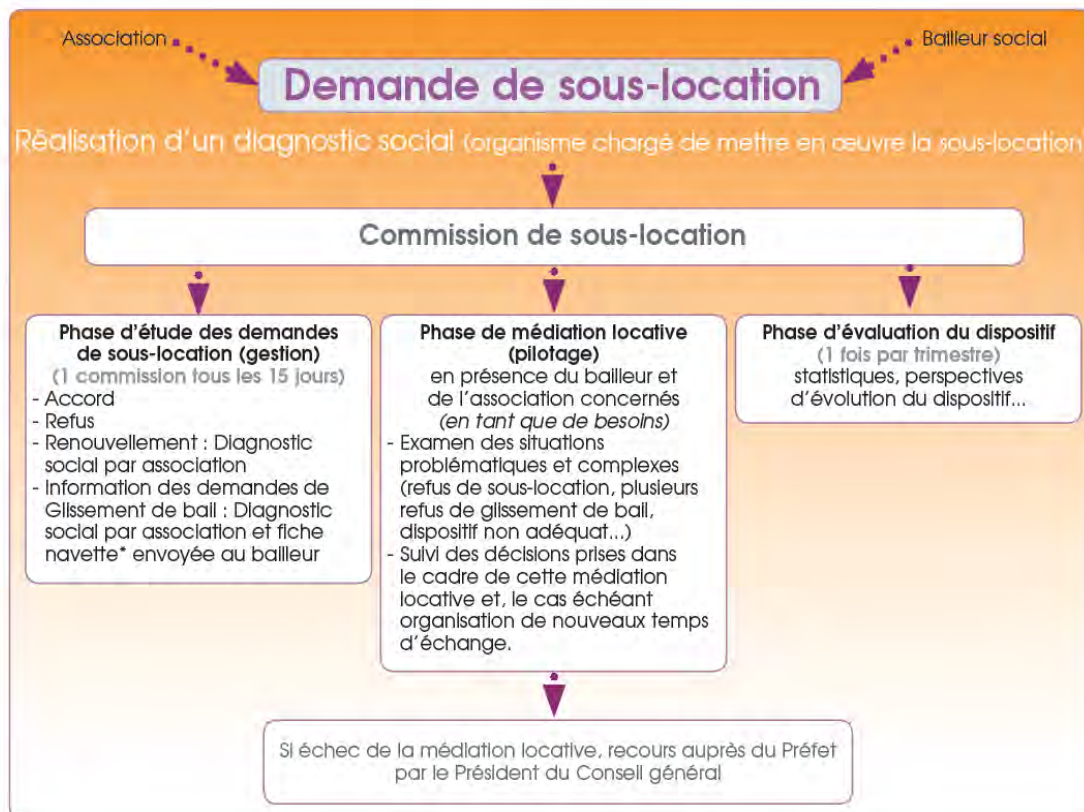 Association
Bailleur social
Demande de sous-location
Réalisation d'un diagnostic social (organisme chargé de mettre en œuvre la sous-location)
Commission de sous-location
Phase d'étude des demandes
de sous-location (gestion)
(1 commission tous les 15 jours)
- Accord
- Refus
- Renouvellement : Diagnostic
social par association
- Information des demandes de
Glissement de bail : Diagnostic
social par association et fiche
navette* envoyée au bailleur
Phase de médiation locative
(pilotage)
en présence du bailleur et
de l'association concernés
(en tant que de besoins)
- Examen des situations
problématiques et complexes
(refus de sous-location, plusieurs
refus de glissement de bail,
dispositif non adéquat...)
- Suivi des décisions prises dans
le cadre de cette médiation
locative et, le cas échéant
organisation de nouveaux temps
d'échange.
Phase d'évaluation du dispositif
(1 fois par trimestre)
statistiques, perspectives
d'évolution du dispositif...
Si échec de la médiation locative, recours auprès du Préfet
par le Président du Conseil général